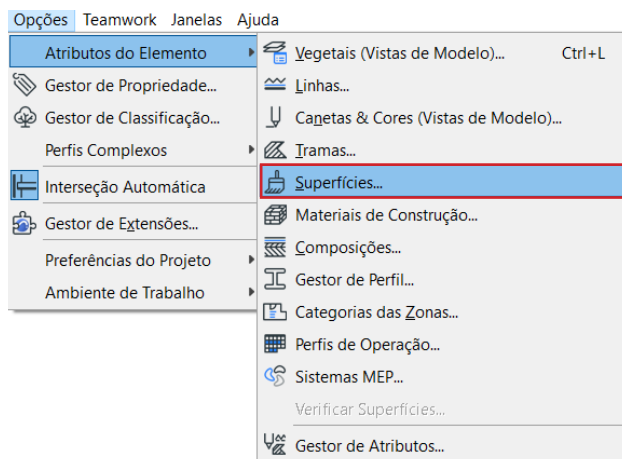 Opções Teamwork Janelas Ajuda
Atributos do Elemento
Gestor de Propriedade...
Gestor de Classificação...
Perfis Complexos
Interseção Automática
Gestor de Extensões...
Preferências do Projeto
Ambiente de Trabalho
Vegetais (Vistas de Modelo)... Ctrl+L
Linhas...
Canetas & Cores (Vistas de Modelo)...
Tramas...
Superfícies...
Materiais de Construção...
Composições...
Gestor de Perfil...
Categorias das Zonas...
Perfis de Operação...
Sistemas MEP...
Verificar Superfícies...
Gestor de Atributos...